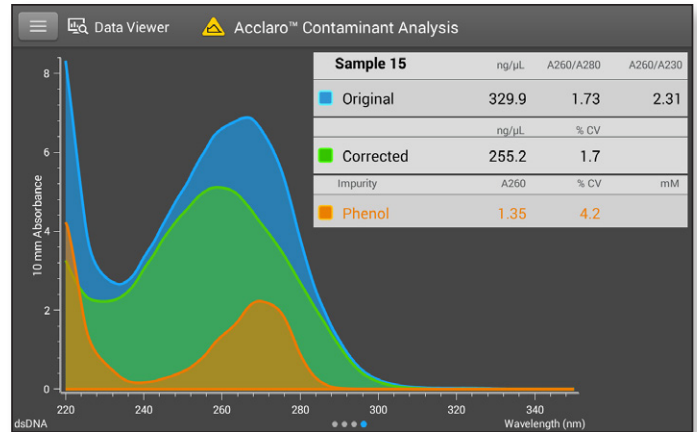 Data Viewer Acclaro™ Contaminant Analysis
Sample 15 ng/µL A260/A280 A260/A230
Original 329.9 1.73 2.31
ng/µL % CV
Corrected 255.2 1.7
Impurity A260 % CV mM
Phenol 1.35 4.2
10 mm Absorbance
8
6
4
2
0
220 240 260 280 300 320 340
dsDNA Wavelength (nm)